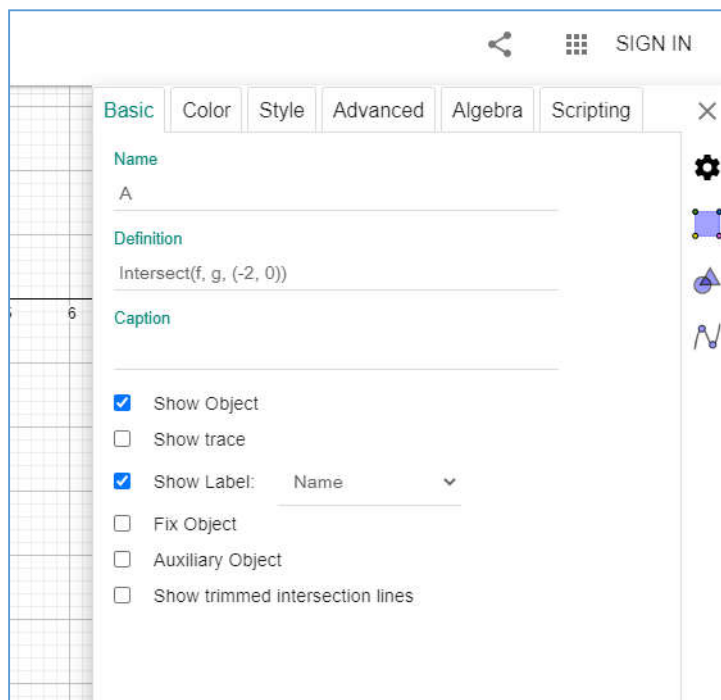 SIGN IN
Basic Color Style Advanced Algebra Scripting
Name
A
Definition
Intersect(f, g, (-2, 0))
6
Caption
Show Object
Show trace
Show Label: Name
Fix Object
Auxiliary Object
Show trimmed intersection lines